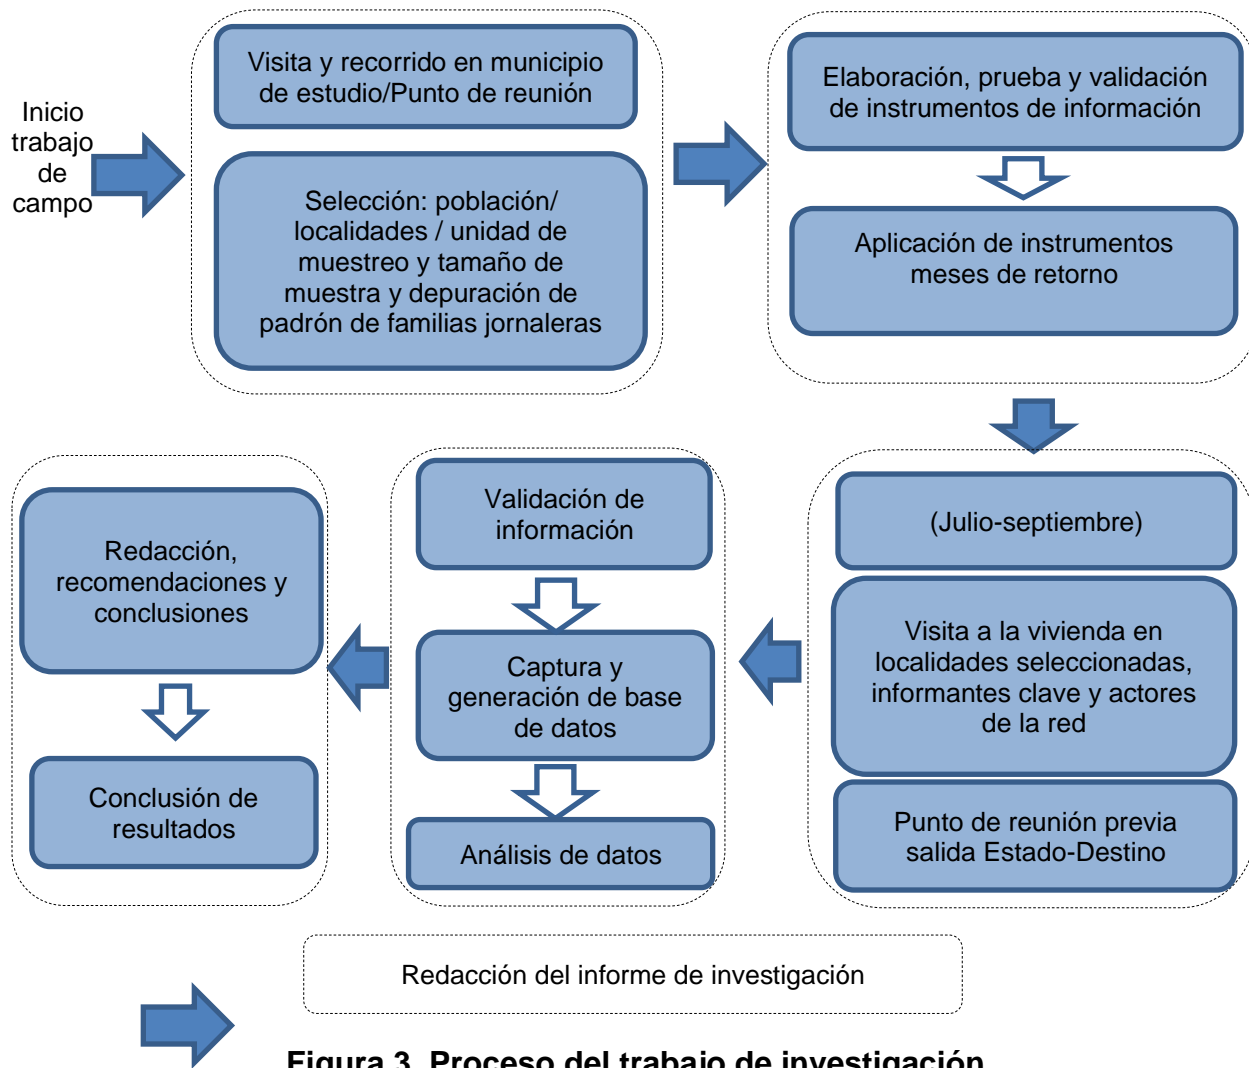 Inicio
trabajo
de
campo
Visita y recorrido en municipio
de estudio/Punto de reunión
Selección: población/
localidades / unidad de
muestreo y tamaño de
muestra y depuración de
padrón de familias jornaleras
Elaboración, prueba y validación
de instrumentos de información
Aplicación de instrumentos
meses de retorno
(Julio-septiembre)
Visita a la vivienda en
localidades seleccionadas,
informantes clave y actores
de la red
Punto de reunión previa
salida Estado-Destino
Validación de
información
Captura y
generación de base
de datos
Análisis de datos
Redacción,
recomendaciones y
conclusiones
Conclusión de
resultados
Redacción del informe de investigación
Figura 3. Proceso del trabajo de investigación